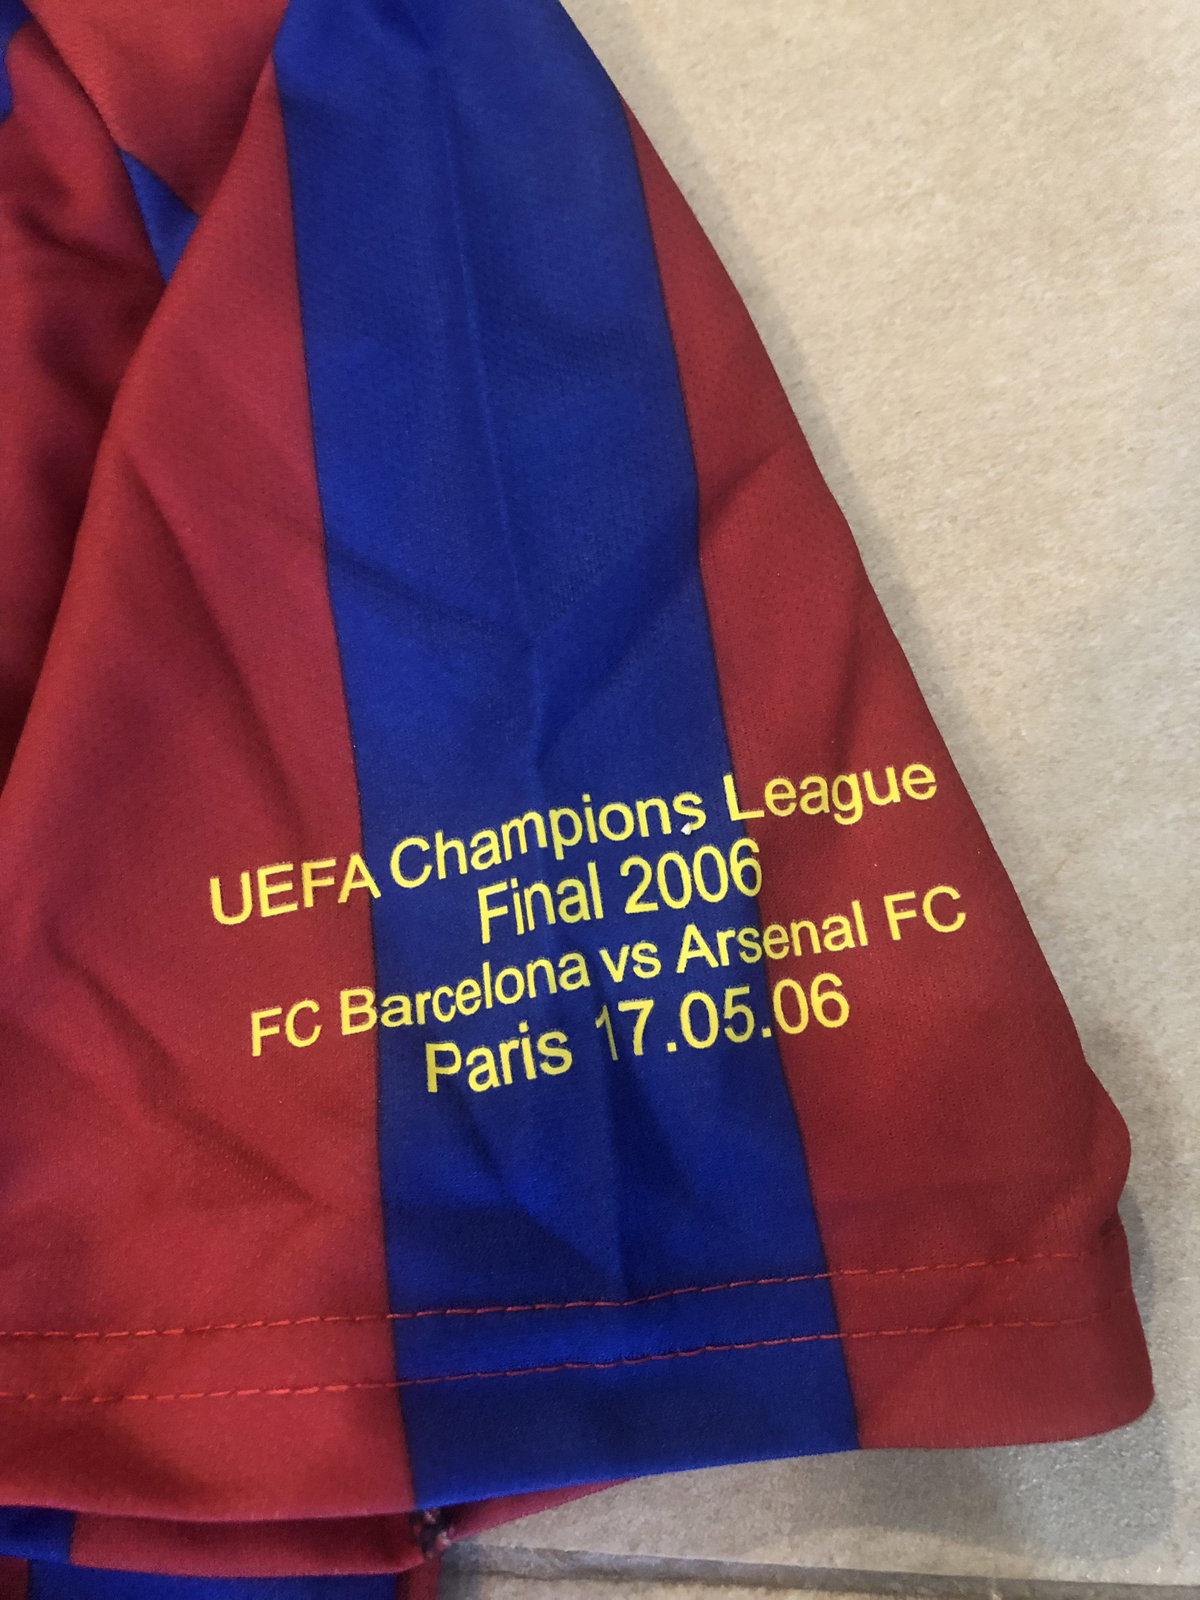 UEFA Champions League
Final 2006
FC Barcelona vs Arsenal FC
Paris 17.05.06